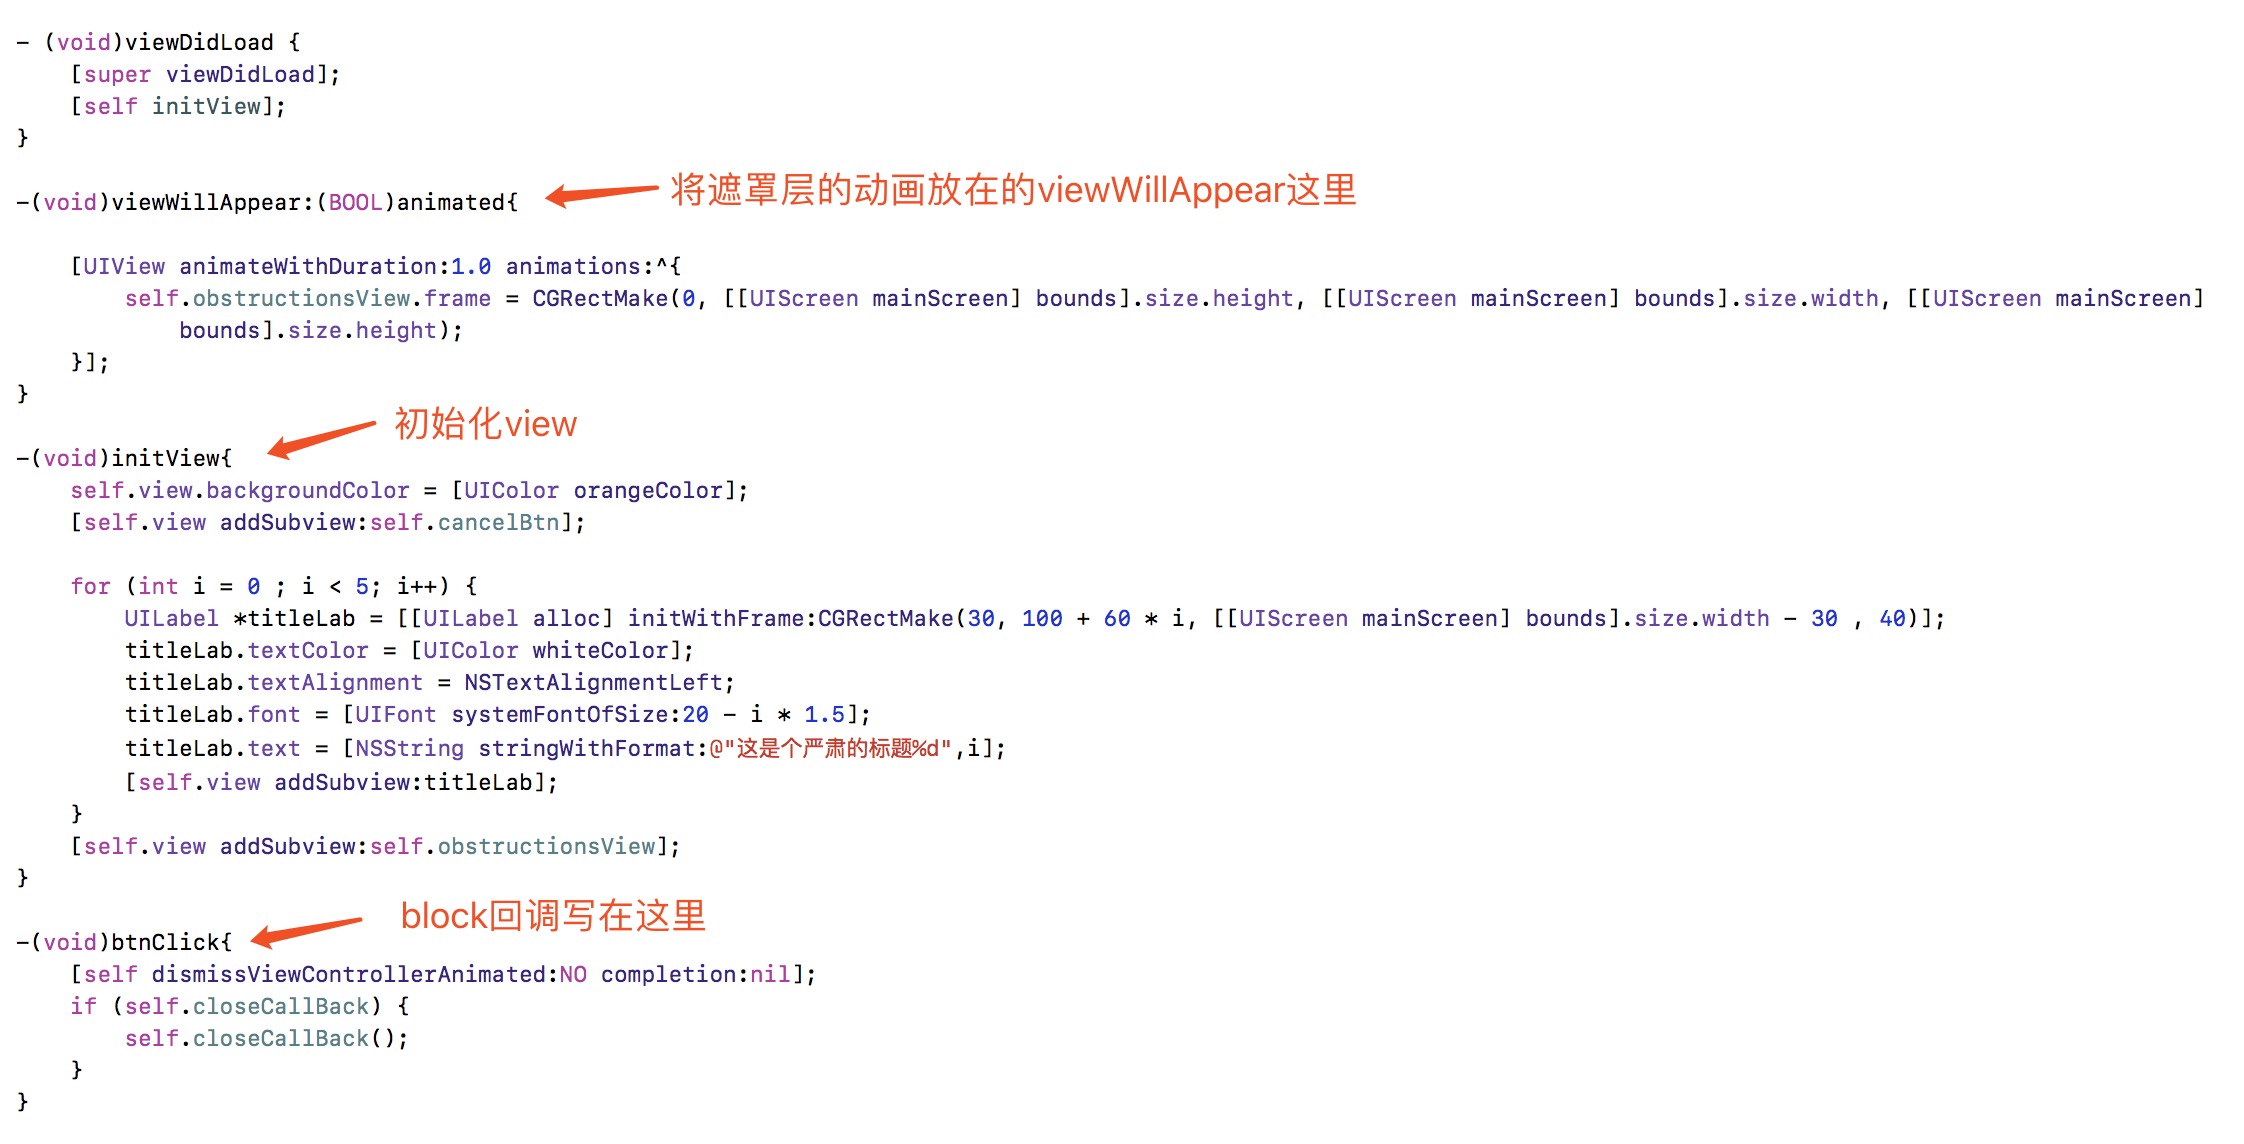 - (void)viewDidLoad {
    [super viewDidLoad];
    [self initView];
}
-(void)viewWillAppear:(BOOL)animated{
将遮罩层的动画放在的viewWillAppear这里
    [UIView animateWithDuration:1.0 animations:^{
        self.obstructionsView.frame = CGRectMake(0, [[UIScreen mainScreen] bounds].size.height, [[UIScreen mainScreen] bounds].size.width, [[UIScreen mainScreen]
            bounds].size.height);
    }];
}
初始化view
-(void)initView{
    self.view.backgroundColor = [UIColor orangeColor];
    [self.view addSubview:self.cancelBtn];
    for (int i = 0 ; i < 5; i++) {
        UILabel *titleLab = [[UILabel alloc] initWithFrame:CGRectMake(30, 100 + 60 * i, [[UIScreen mainScreen] bounds].size.width - 30 , 40)];
        titleLab.textColor = [UIColor whiteColor];
        titleLab.textAlignment = NSTextAlignmentLeft;
        titleLab.font = [UIFont systemFontOfSize:20 - i * 1.5];
        titleLab.text = [NSString stringWithFormat:@"这是个严肃的标题%d",i];
        [self.view addSubview:titleLab];
    }
    [self.view addSubview:self.obstructionsView];
}
block回调写在这里
-(void)btnClick{
    [self dismissViewControllerAnimated:NO completion:nil];
    if (self.closeCallBack) {
        self.closeCallBack();
    }
}